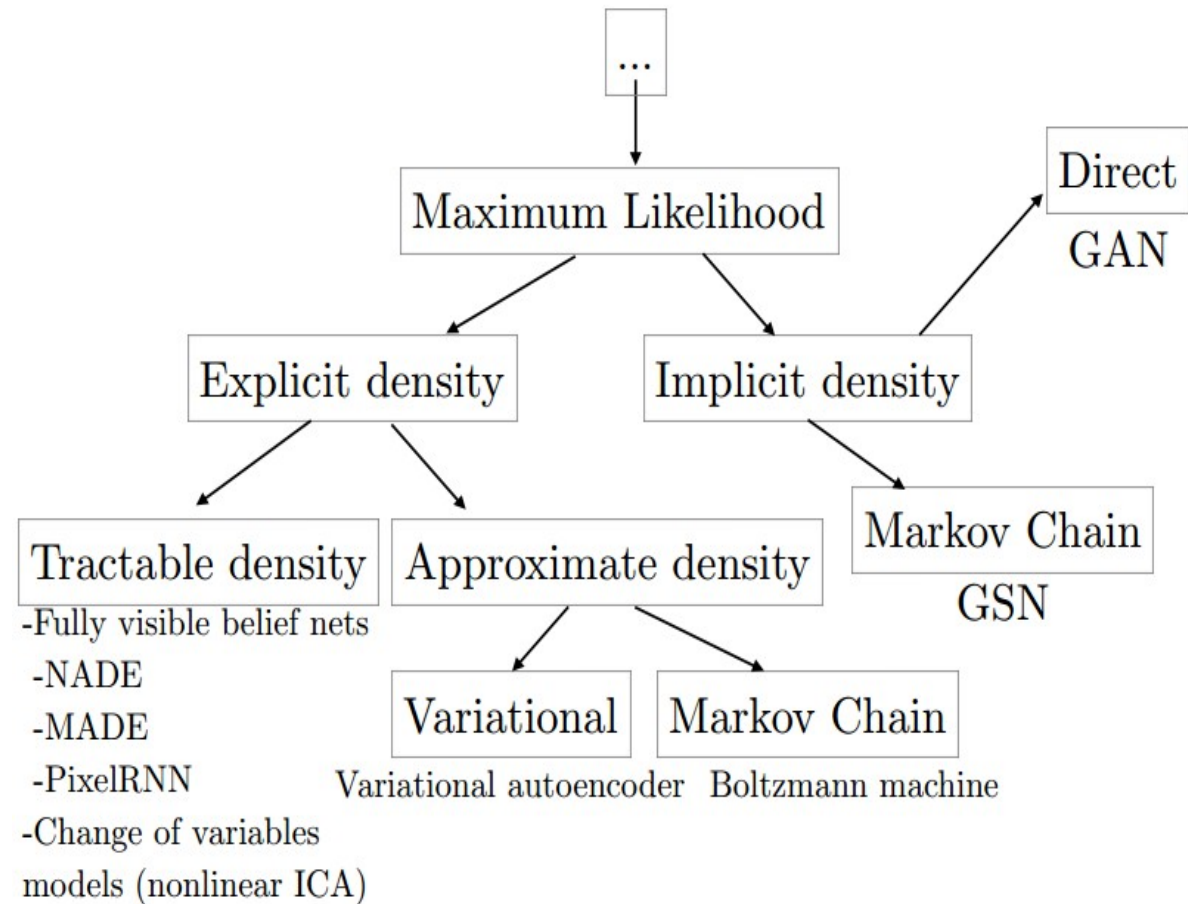 ...
Maximum Likelihood
Direct
GAN
Explicit density
Implicit density
Tractable density
-Fully visible belief nets
-NADE
-MADE
-PixelRNN
-Change of variables
models (nonlinear ICA)
Approximate density
Variational
Variational autoencoder
Markov Chain
Boltzmann machine
Markov Chain
GSN